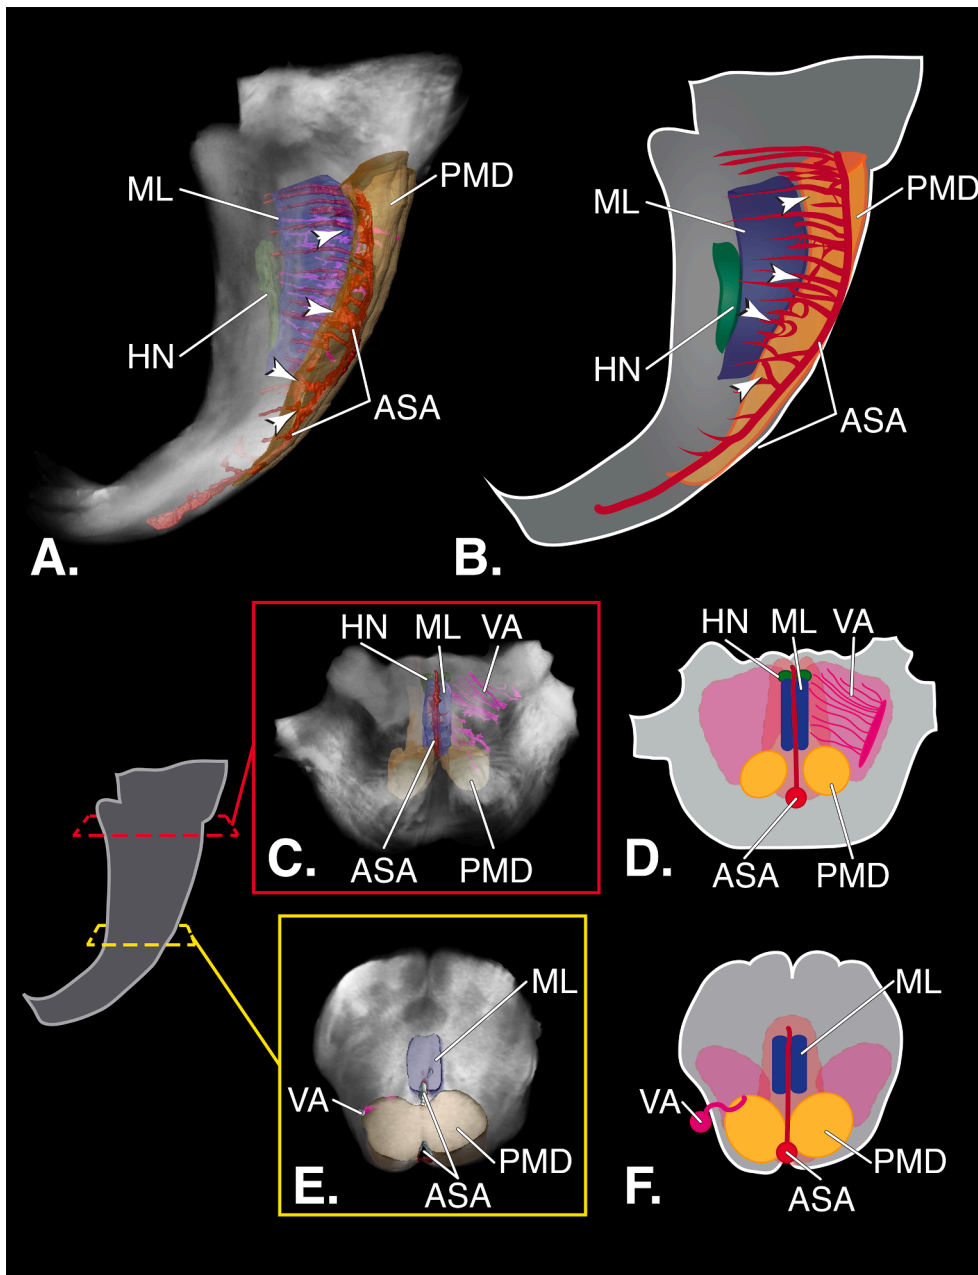 ML
PMD
HN
ASA
A.
ML
PMD
HN
ASA
B.
HN ML VA
ASA PMD
C.
HN ML VA
ASA PMD
D.
ML
VA
PMD
ASA
E.
ML
VA
PMD
ASA
F.